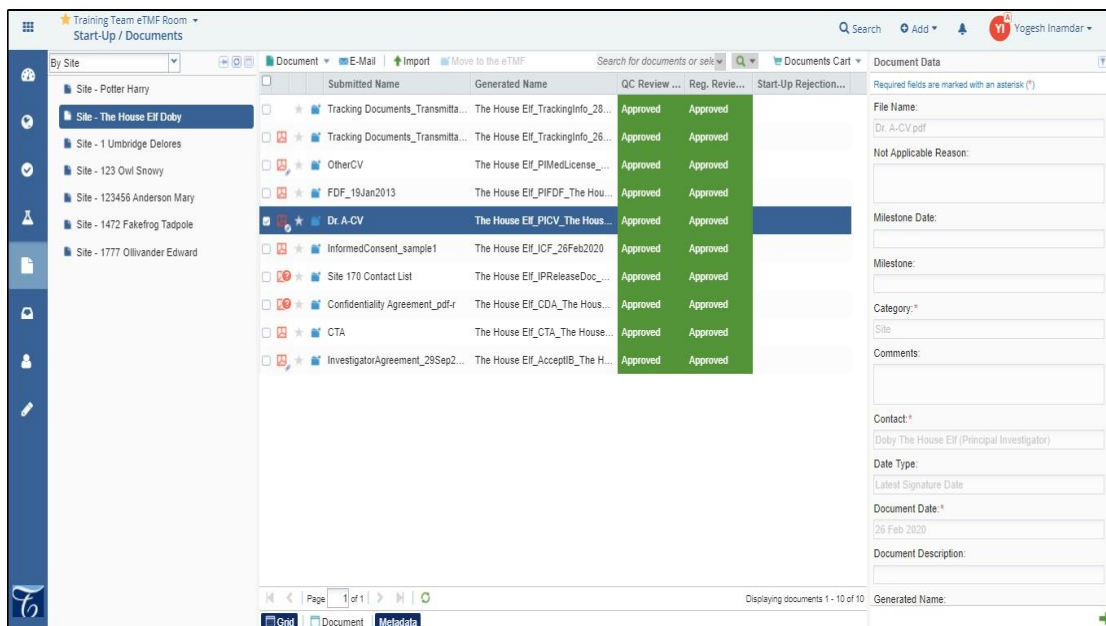 Training Team eTMF Room
Start-Up / Documents
Search
Add
A
YI
Yogesh Inamdar
By Site
Document
E-Mail
Import
Move to the eTMF
Search for documents or sele
Documents Cart
Document Data
Site - Potter Harry
Site - The House Elf Doby
Site - 1 Umbridge Delores
Site - 123 Owl Snowy
Site - 123456 Anderson Mary
Site - 1472 Fakefrog Tadpole
Site - 1777 Ollivander Edward
Submitted Name Generated Name QC Review ... Reg. Revie... Start-Up Rejection...
Tracking Documents_Transmitta... The House Elf_TrackingInfo_28... Approved Approved
Tracking Documents_Transmitta... The House Elf_TrackingInfo_26... Approved Approved
OtherCV The House Elf_PIMedLicense_... Approved Approved
FDF_19Jan2013 The House Elf_PIFDF_The Hou... Approved Approved
Dr. A-CV The House Elf_PICV_The Hous... Approved Approved
InformedConsent_sample1 The House Elf_ICF_26Feb2020 Approved Approved
Site 170 Contact List The House Elf_IPReleaseDoc_... Approved Approved
Confidentiality Agreement_pdf-r The House Elf_CDA_The Hous... Approved Approved
CTA The House Elf_CTA_The House... Approved Approved
InvestigatorAgreement_29Sep2... The House Elf_AcceptIB_The H... Approved Approved
Required fields are marked with an asterisk (*)
File Name:
Dr. A-CV.pdf
Not Applicable Reason:
Milestone Date:
Milestone:
Category:*
Site
Comments:
Contact:*
Doby The House Elf (Principal Investigator)
Date Type:
Latest Signature Date
Document Date:*
26 Feb 2020
Document Description:
Generated Name:
Page 1 of 1
Displaying documents 1 - 10 of 10
Grid Document Metadata